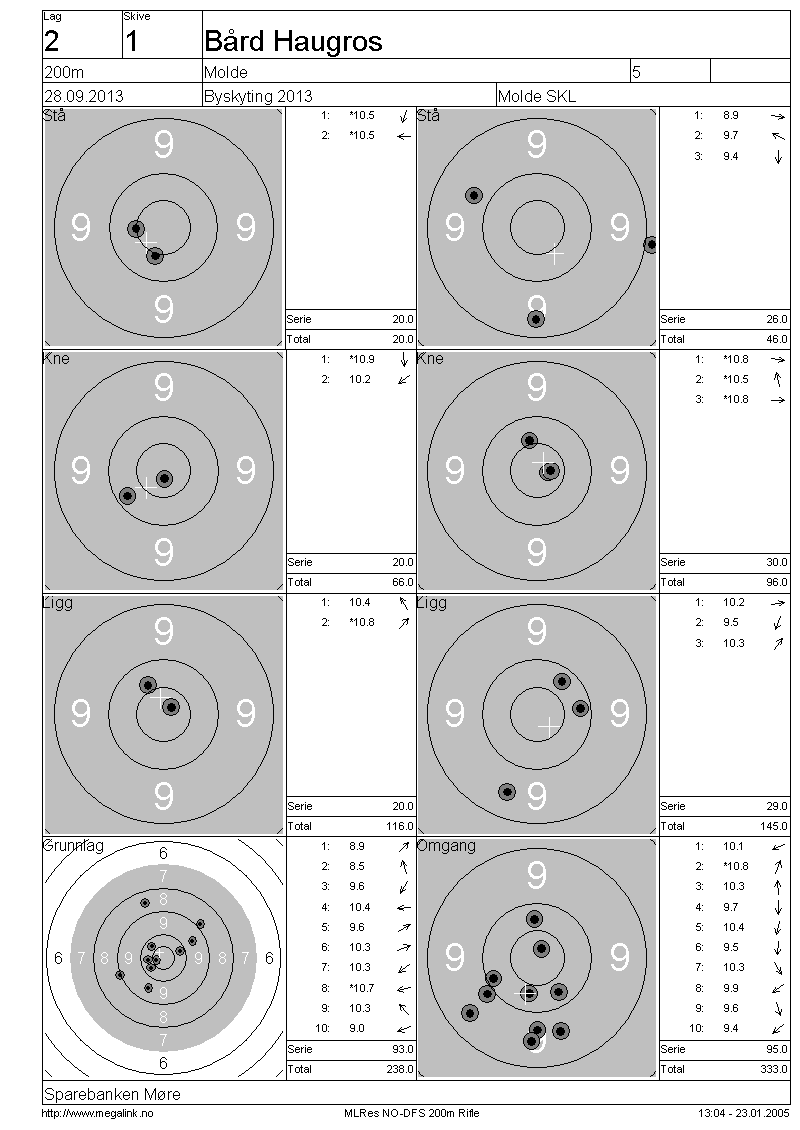 Lag Skive
2 1 Bård Haugros
200m Molde 5
28.09.2013 Byskyting 2013 Molde SKL
Stå
9
9 9
9
1: *10.5
2: *10.5
Serie 20.0
Total 20.0
Stå
9
9 9
9
1: 8.9
2: 9.7
3: 9.4
Serie 26.0
Total 46.0
Kne
9
9 9
9
1: *10.9
2: 10.2
Serie 20.0
Total 66.0
Kne
9
9 9
9
1: *10.8
2: *10.5
3: *10.8
Serie 30.0
Total 96.0
Ligg
9
9 9
9
1: 10.4
2: *10.8
Serie 20.0
Total 116.0
Ligg
9
9 9
9
1: 10.2
2: 9.5
3: 10.3
Serie 29.0
Total 145.0
Grunnlag
6
7
8
9
6 7 8 9 9 8 7 6
9
8
7
6
1: 8.9
2: 8.5
3: 9.6
4: 10.4
5: 9.6
6: 10.3
7: 10.3
8: *10.7
9: 10.3
10: 9.0
Serie 93.0
Total 238.0
Omgang
9
9 9
9
1: 10.1
2: *10.8
3: 10.3
4: 9.7
5: 10.4
6: 9.5
7: 10.3
8: 9.9
9: 9.6
10: 9.4
Serie 95.0
Total 333.0
Sparebanken Møre
http://www.megalink.no MLRes NO-DFS 200m Rifle 13:04 - 23.01.2005